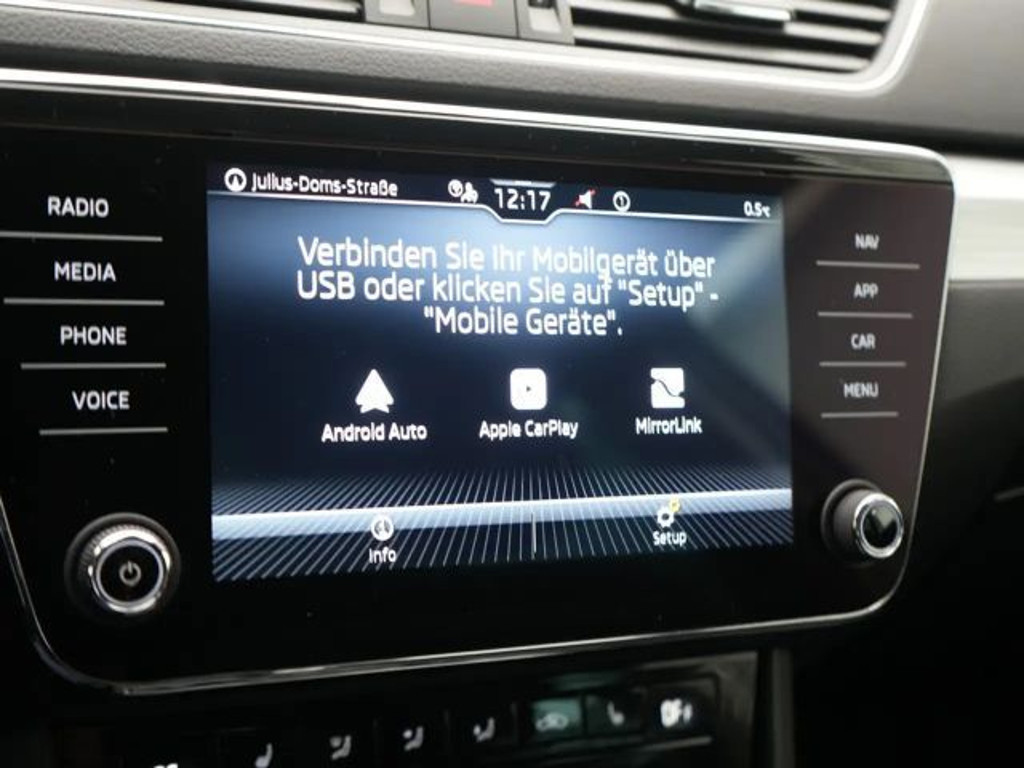 Julius-Doms-Straße
12:17
0.5°C
RADIO
MEDIA
PHONE
VOICE
Verbinden Sie Ihr Mobilgerät über
USB oder klicken Sie auf "Setup" -
"Mobile Geräte".
Android Auto
Apple CarPlay
MirrorLink
Info
Setup
NAV
APP
CAR
MENU